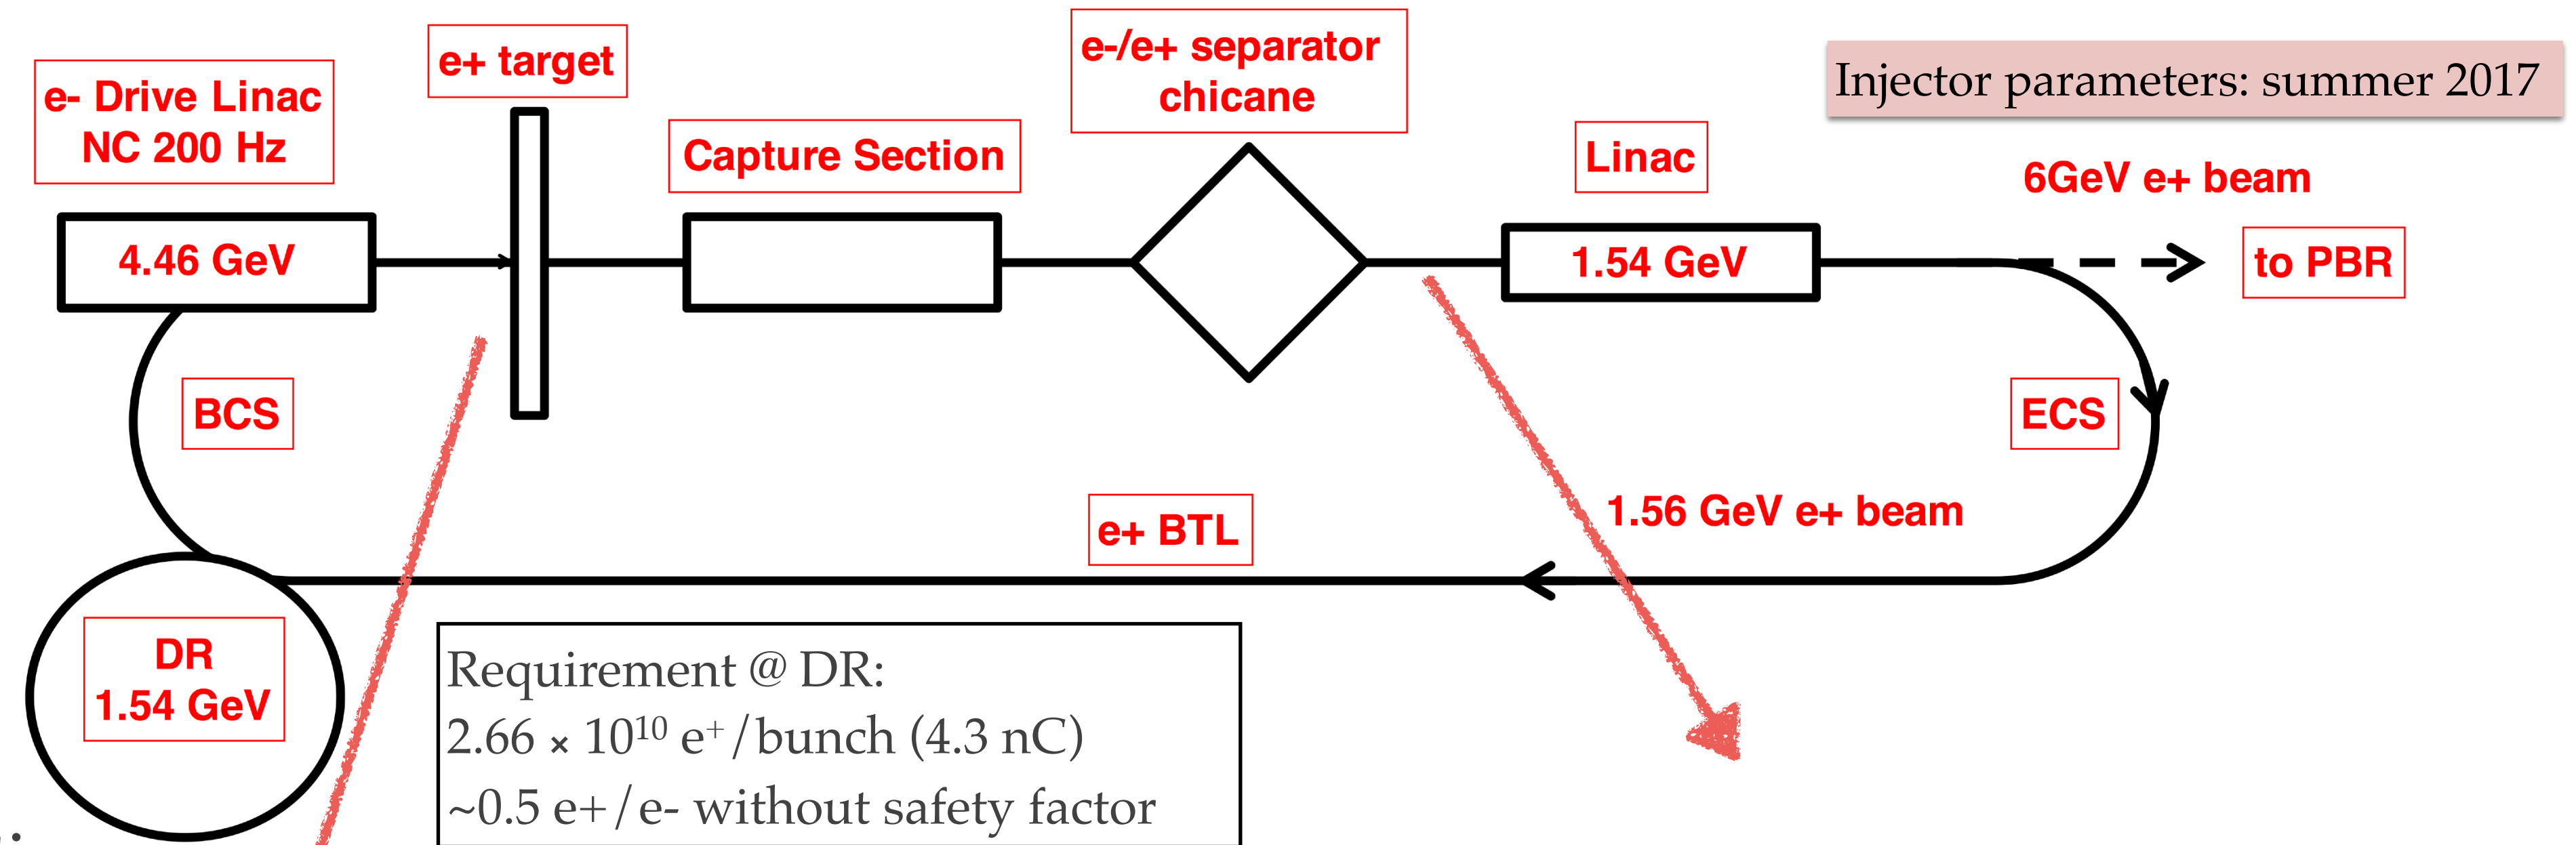 e- Drive Linac
NC 200 Hz
e+ target
Capture Section
e-/e+ separator
chicane
Linac
Injector parameters: summer 2017
6GeV e+ beam
4.46 GeV
1.54 GeV
to PBR
BCS
ECS
1.56 GeV e+ beam
e+ BTL
DR
1.54 GeV
Requirement @ DR:
2.66 × 10¹⁰ e⁺/bunch (4.3 nC)
~0.5 e+/e- without safety factor